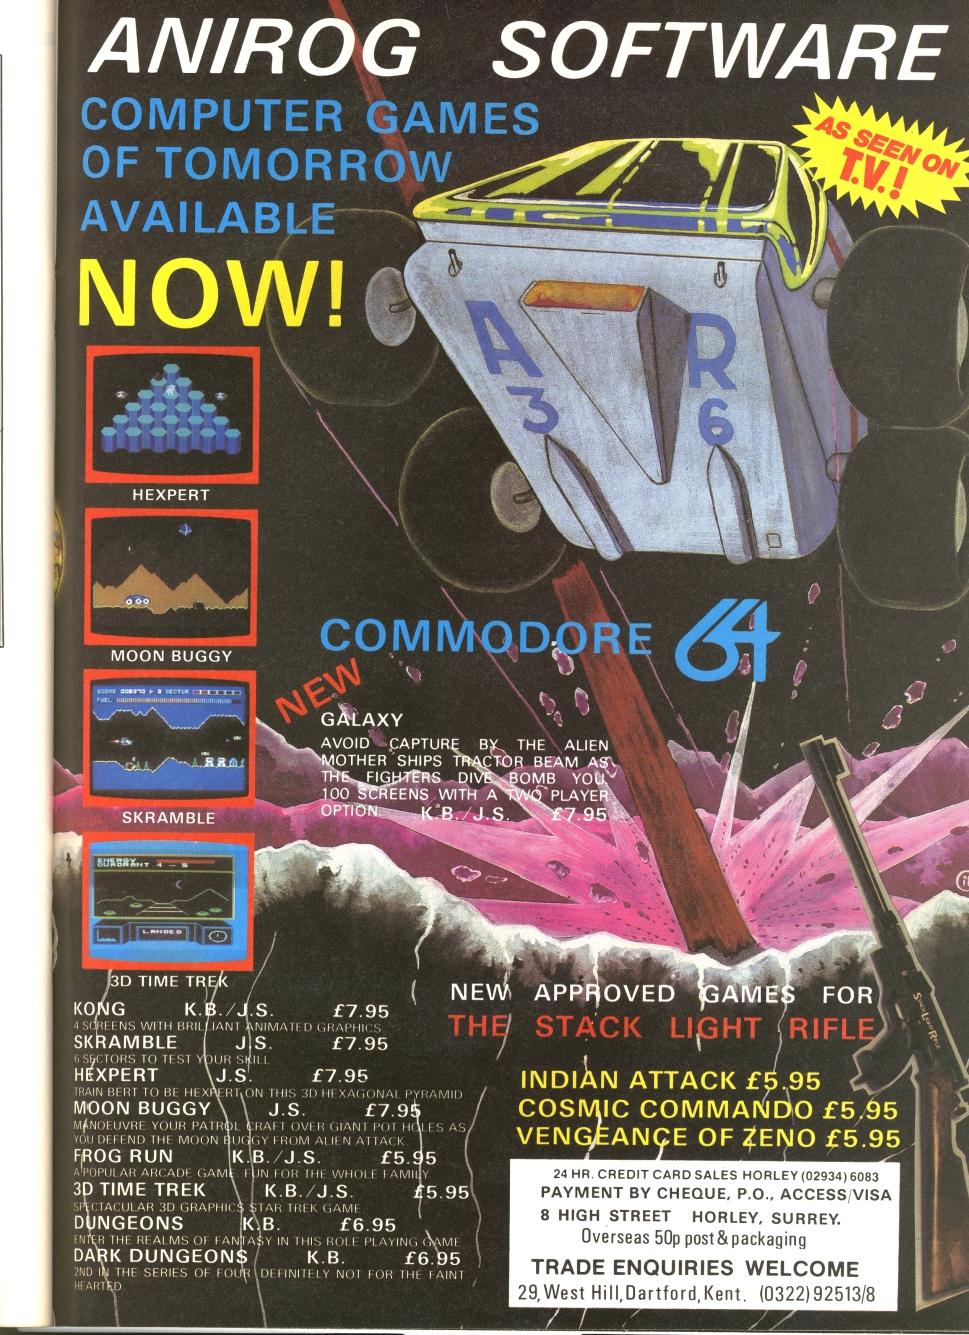 ANIROG SOFTWARE
COMPUTER GAMES
OF TOMORROW
AVAILABLE
NOW!
AS SEEN ON
T.V.!
A R
3 6
HEXPERT
MOON BUGGY
SKRAMBLE
ENERGY
QUADRANT 4 - 5
LANDED
3D TIME TREK
COMMODORE 64
NEW
GALAXY
AVOID CAPTURE BY THE ALIEN
MOTHER SHIPS TRACTOR BEAM AS
THE FIGHTERS DIVE BOMB YOU
100 SCREENS WITH A TWO PLAYER
OPTION. K.B./J.S. £7.95
KONG K.B./J.S. £7.95
4 SCREENS WITH BRILLIANT ANIMATED GRAPHICS
SKRAMBLE J.S. £7.95
6 SECTORS TO TEST YOUR SKILL
HEXPERT J.S. £7.95
TRAIN BERT TO BE HEXPERT ON THIS 3D HEXAGONAL PYRAMID
MOON BUGGY J.S. £7.95
MANOEUVRE YOUR PATROL CRAFT OVER GIANT POT HOLES AS
YOU DEFEND THE MOON BUGGY FROM ALIEN ATTACK
FROG RUN K.B./J.S. £5.95
A POPULAR ARCADE GAME. FUN FOR THE WHOLE FAMILY
3D TIME TREK K.B./J.S. £5.95
SPECTACULAR 3D GRAPHICS STAR TREK GAME
DUNGEONS K.B. £6.95
ENTER THE REALMS OF FANTASY IN THIS ROLE PLAYING GAME
DARK DUNGEONS K.B. £6.95
2ND IN THE SERIES OF FOUR DEFINITELY NOT FOR THE FAINT
HEARTED
NEW APPROVED GAMES FOR
THE STACK LIGHT RIFLE
INDIAN ATTACK £5.95
COSMIC COMMANDO £5.95
VENGEANCE OF ZENO £5.95
24 HR. CREDIT CARD SALES HORLEY (02934) 6083
PAYMENT BY CHEQUE, P.O., ACCESS/VISA
8 HIGH STREET HORLEY, SURREY.
Overseas 50p post & packaging
TRADE ENQUIRIES WELCOME
29, West Hill, Dartford, Kent. (0322) 92513/8